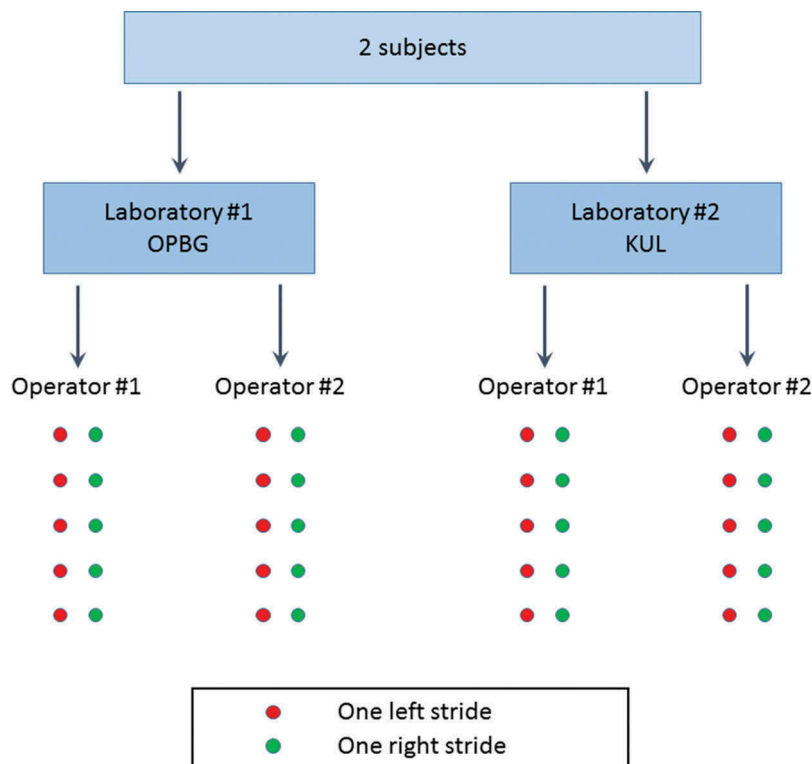 2 subjects
Laboratory #1
OPBG
Laboratory #2
KUL
Operator #1
Operator #2
Operator #1
Operator #2
One left stride
One right stride